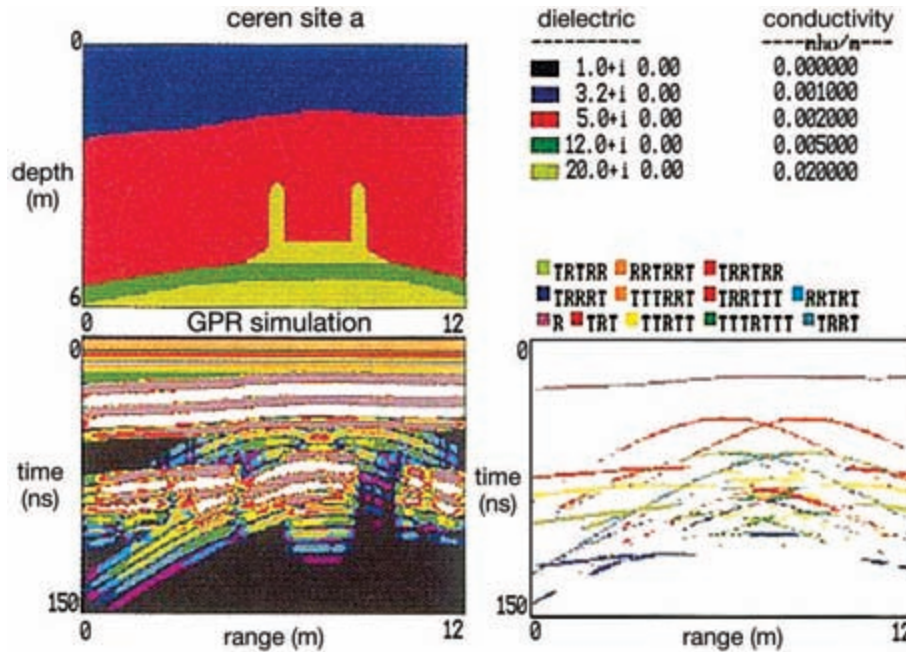 ceren site a
0
depth
(m)
6
0
12
dielectric
conductivity
-----------
-----mho/m----
1.0+i 0.00 0.000000
3.2+i 0.00 0.001000
5.0+i 0.00 0.002000
12.0+i 0.00 0.005000
20.0+i 0.00 0.020000
GPR simulation
0
time
(ns)
150
0
range (m)
12
TRTRR RRTRRT TRRTRR
TRRRT TTTRRT TRRTTT RRTRT
R TRT TTRTT TTTRTTT TRRT
0
time
(ns)
150
0
range (m)
12